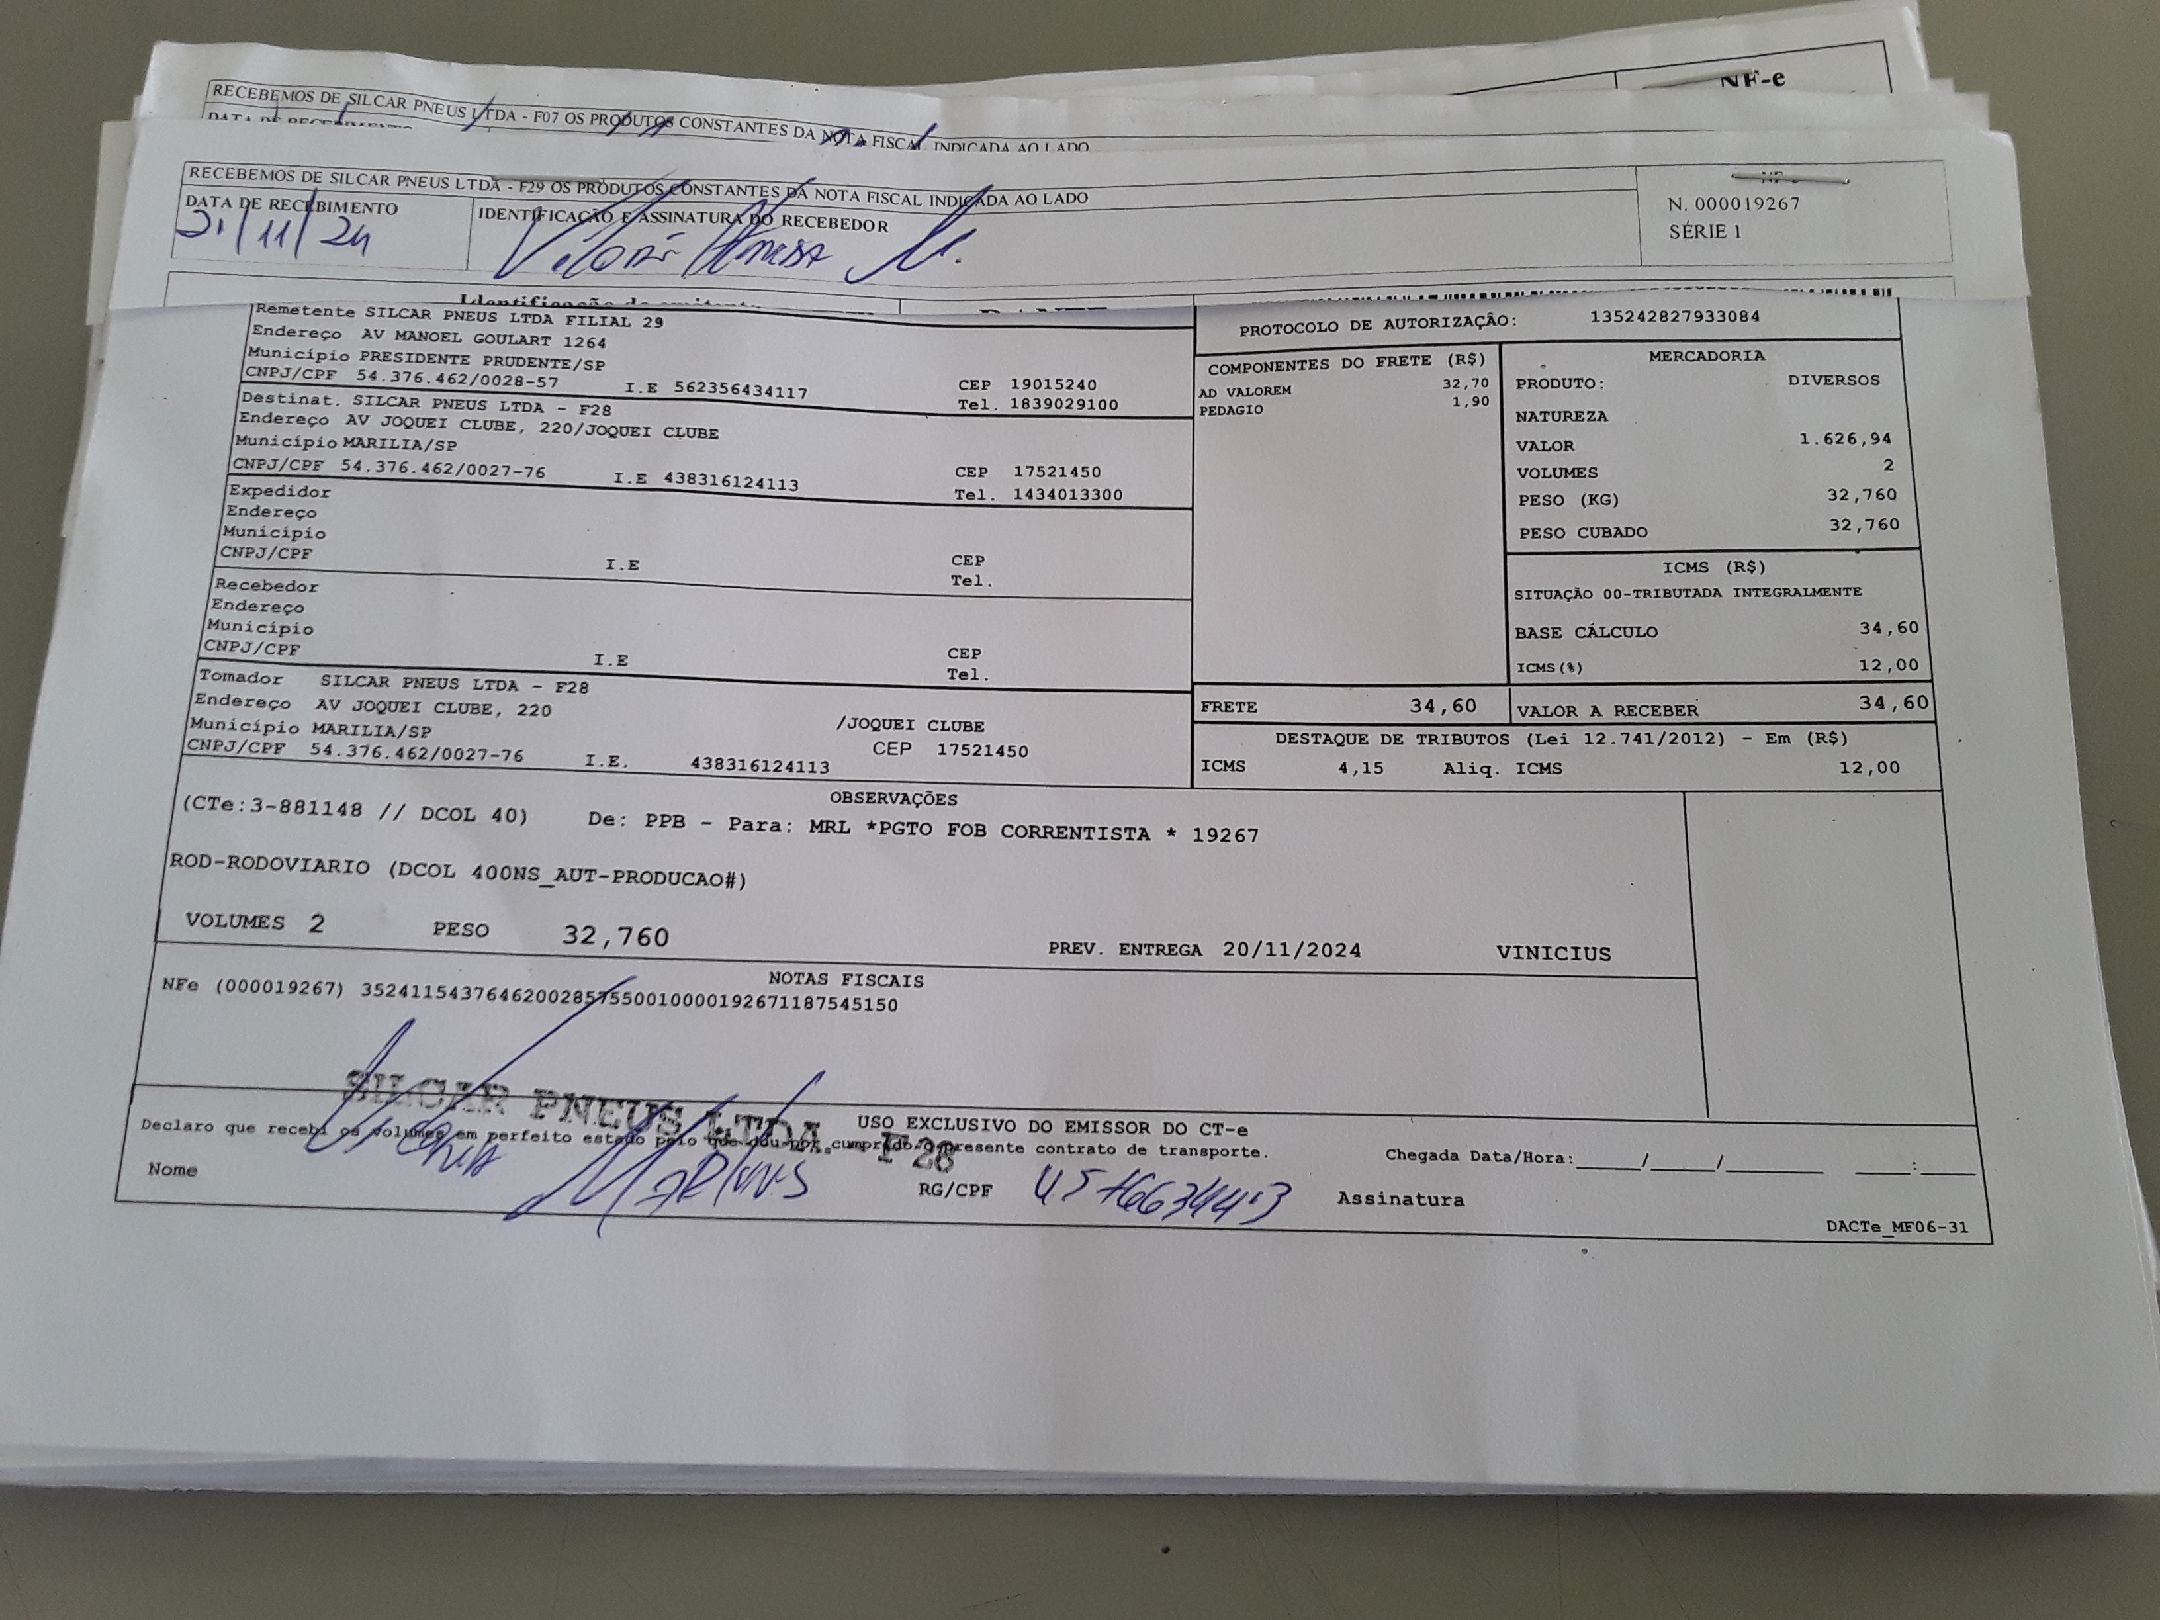 NF-e
RECEBEMOS DE SILCAR PNEUS LTDA - F07 OS PRODUTOS CONSTANTES DA NOTA FISCAL INDICADA AO LADO
DATA DE RECEBIMENTO
RECEBEMOS DE SILCAR PNEUS LTDA - F29 OS PRODUTOS CONSTANTES DA NOTA FISCAL INDICADA AO LADO
DATA DE RECEBIMENTO IDENTIFICAÇÃO E ASSINATURA DO RECEBEDOR
21/11/24
N. 000019267
SÉRIE 1
Identificação do emitente
Remetente SILCAR PNEUS LTDA FILIAL 29
Endereço AV MANOEL GOULART 1264
Município PRESIDENTE PRUDENTE/SP
CNPJ/CPF 54.376.462/0028-57 I.E 562356434117 CEP 19015240
Tel. 1839029100
Destinat. SILCAR PNEUS LTDA - F28
Endereço AV JOQUEI CLUBE, 220/JOQUEI CLUBE
Município MARILIA/SP
CNPJ/CPF 54.376.462/0027-76 I.E 438316124113 CEP 17521450
Tel. 1434013300
Expedidor
Endereço
Município
CNPJ/CPF I.E CEP
Tel.
Recebedor
Endereço
Município
CNPJ/CPF I.E CEP
Tel.
Tomador SILCAR PNEUS LTDA - F28
Endereço AV JOQUEI CLUBE, 220 /JOQUEI CLUBE
Município MARILIA/SP CEP 17521450
CNPJ/CPF 54.376.462/0027-76 I.E. 438316124113
PROTOCOLO DE AUTORIZAÇÃO: 135242827933084
COMPONENTES DO FRETE (R$)
AD VALOREM 32,70
PEDAGIO 1,90
MERCADORIA
PRODUTO: DIVERSOS
NATUREZA
VALOR 1.626,94
VOLUMES 2
PESO (KG) 32,760
PESO CUBADO 32,760
ICMS (R$)
SITUAÇÃO 00-TRIBUTADA INTEGRALMENTE
BASE CÁLCULO 34,60
ICMS(%) 12,00
FRETE 34,60 VALOR A RECEBER 34,60
DESTAQUE DE TRIBUTOS (Lei 12.741/2012) - Em (R$)
ICMS 4,15 Aliq. ICMS 12,00
OBSERVAÇÕES
(CTe:3-881148 // DCOL 40) De: PPB - Para: MRL *PGTO FOB CORRENTISTA * 19267
ROD-RODOVIARIO (DCOL 400NS_AUT-PRODUCAO#)
VOLUMES 2 PESO 32,760 PREV. ENTREGA 20/11/2024 VINICIUS
NOTAS FISCAIS
NFe (000019267) 35241154376462002857550010000192671187545150
SILCAR PNEUS LTDA. - F 28
USO EXCLUSIVO DO EMISSOR DO CT-e
Declaro que recebi os volumes em perfeito estado pelo que dou por cumprido o presente contrato de transporte. Chegada Data/Hora:____/____/______ ___:___
Nome RG/CPF Assinatura
DACTe_MF06-31